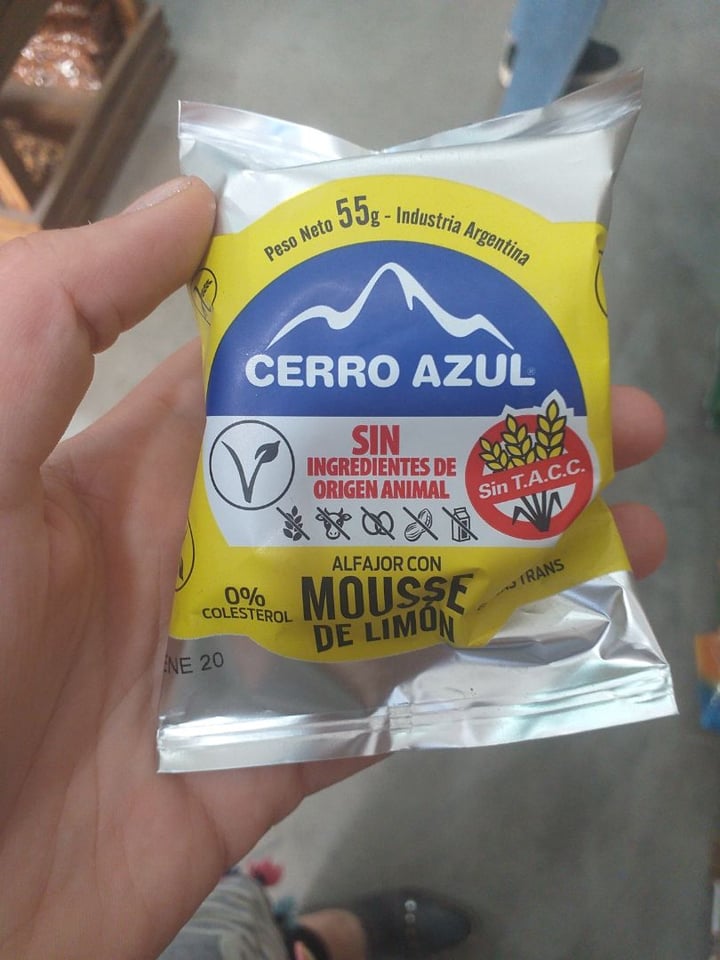 Peso Neto 55g - Industria Argentina
CERRO AZUL
SIN
INGREDIENTES DE
ORIGEN ANIMAL
Sin T.A.C.C.
ALFAJOR CON
MOUSSE
DE LIMÓN
0%
COLESTEROL
TRANS
ENE 20